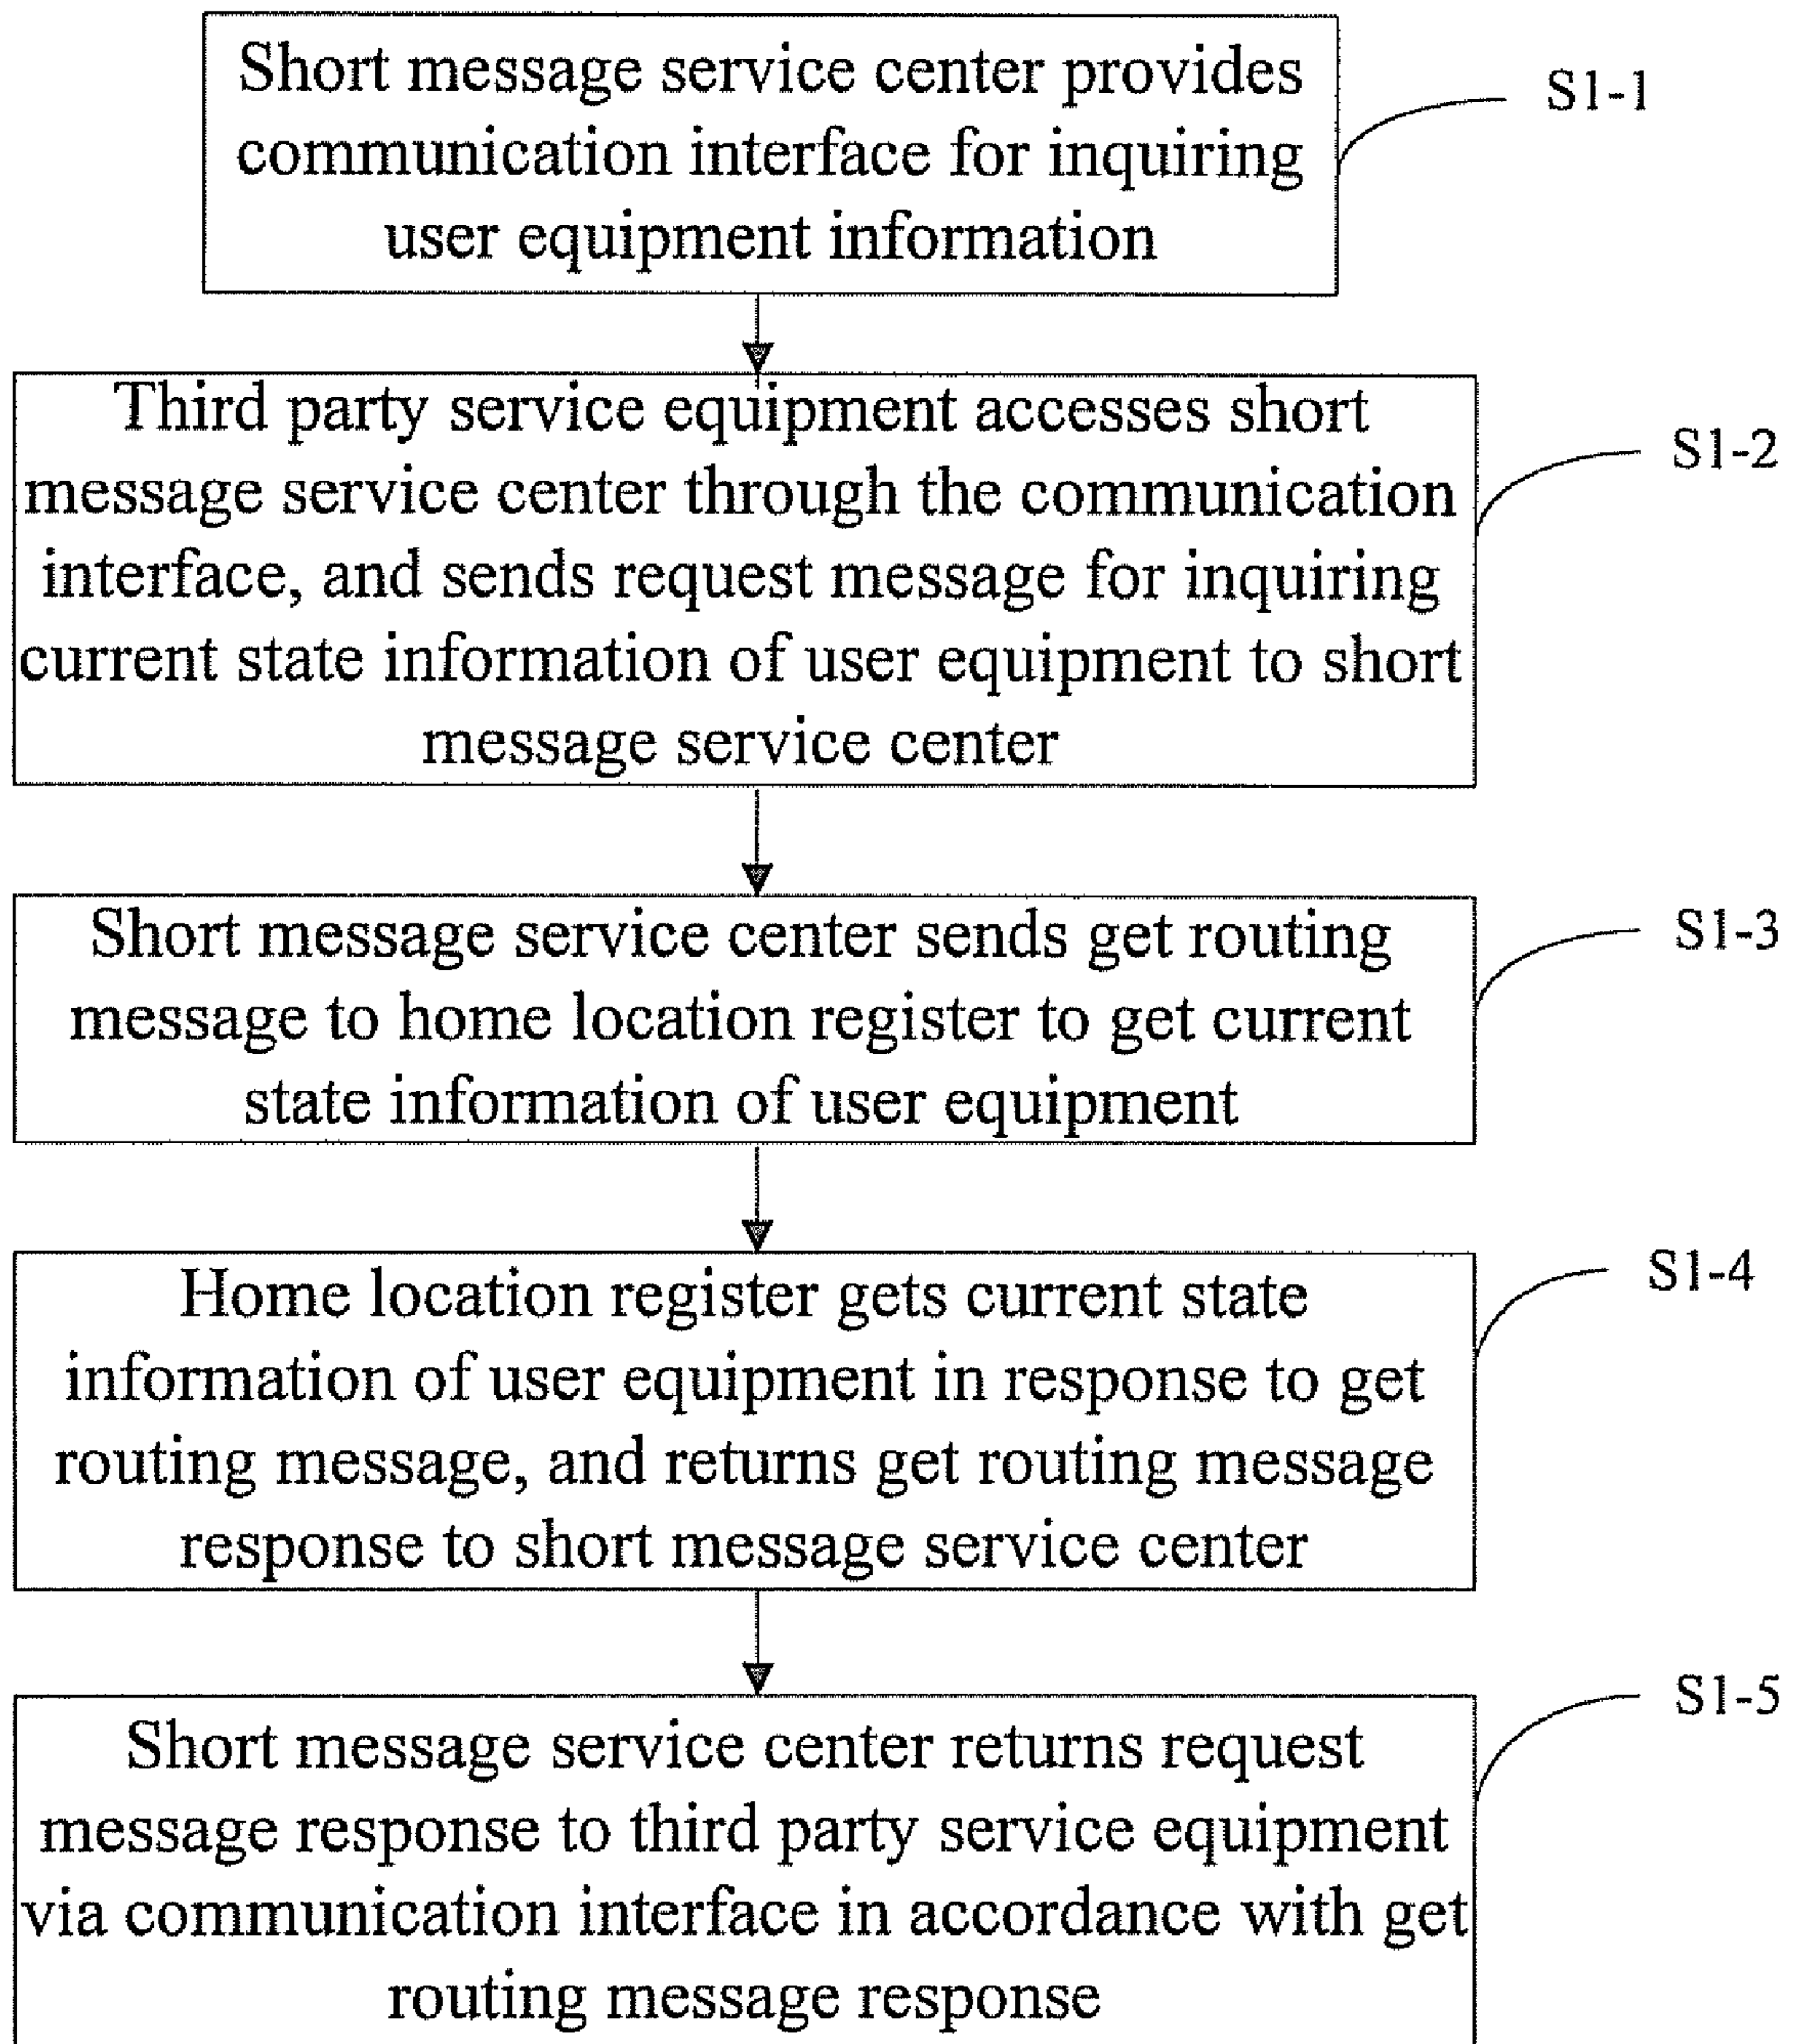 Short message service center provides
communication interface for inquiring
user equipment information
S1-1
Third party service equipment accesses short
message service center through the communication
interface, and sends request message for inquiring
current state information of user equipment to short
message service center
S1-2
Short message service center sends get routing
message to home location register to get current
state information of user equipment
S1-3
Home location register gets current state
information of user equipment in response to get
routing message, and returns get routing message
response to short message service center
S1-4
Short message service center returns request
message response to third party service equipment
via communication interface in accordance with get
routing message response
S1-5